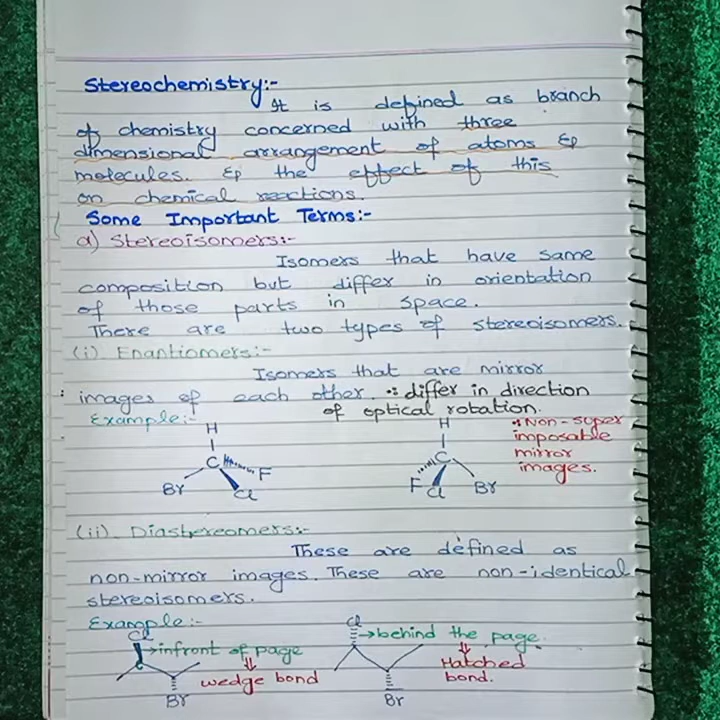 Stereochemistry:-
It is defined as branch
of chemistry concerned with three
dimensional arrangement of atoms &
molecules. & the effect of this
on chemical reactions.
Some Important Terms:-
a) Stereoisomers:-
Isomers that have same
composition but differ in orientation
of those parts in space.
There are two types of stereoisomers.
(i) Enantiomers:-
Isomers that are mirror
images of each other. ∵ differ in direction
of optical rotation.
Example:-
H
C
F
Br
Cl
H
C
F
Cl
Br
∵ Non-super
imposable
mirror
images.
(ii) Diastereomers:-
These are defined as
non-mirror images. These are non-identical
stereoisomers.
Example:-
Cl
→infront of page
⇓
wedge bond
Br
Cl
→behind the page.
⇓
Hatched
bond.
Br